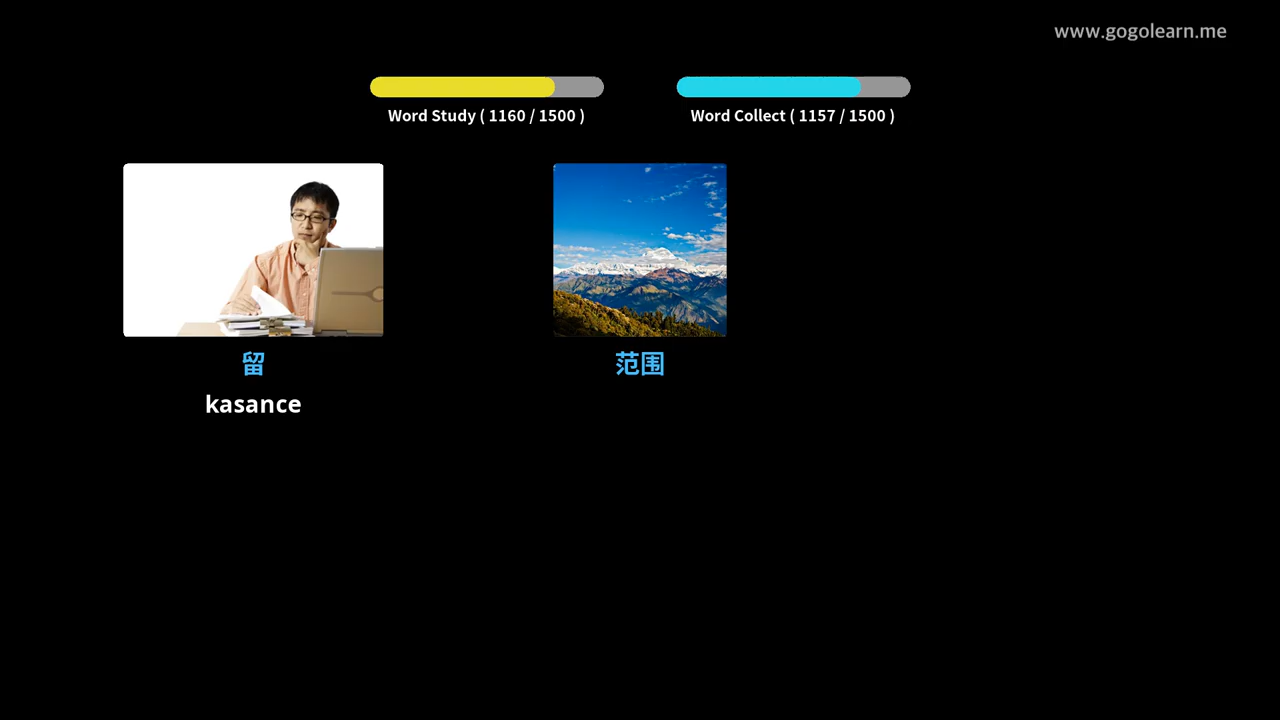 www.gogolearn.me
Word Study ( 1160 / 1500 )
Word Collect ( 1157 / 1500 )
留
范围
kasance